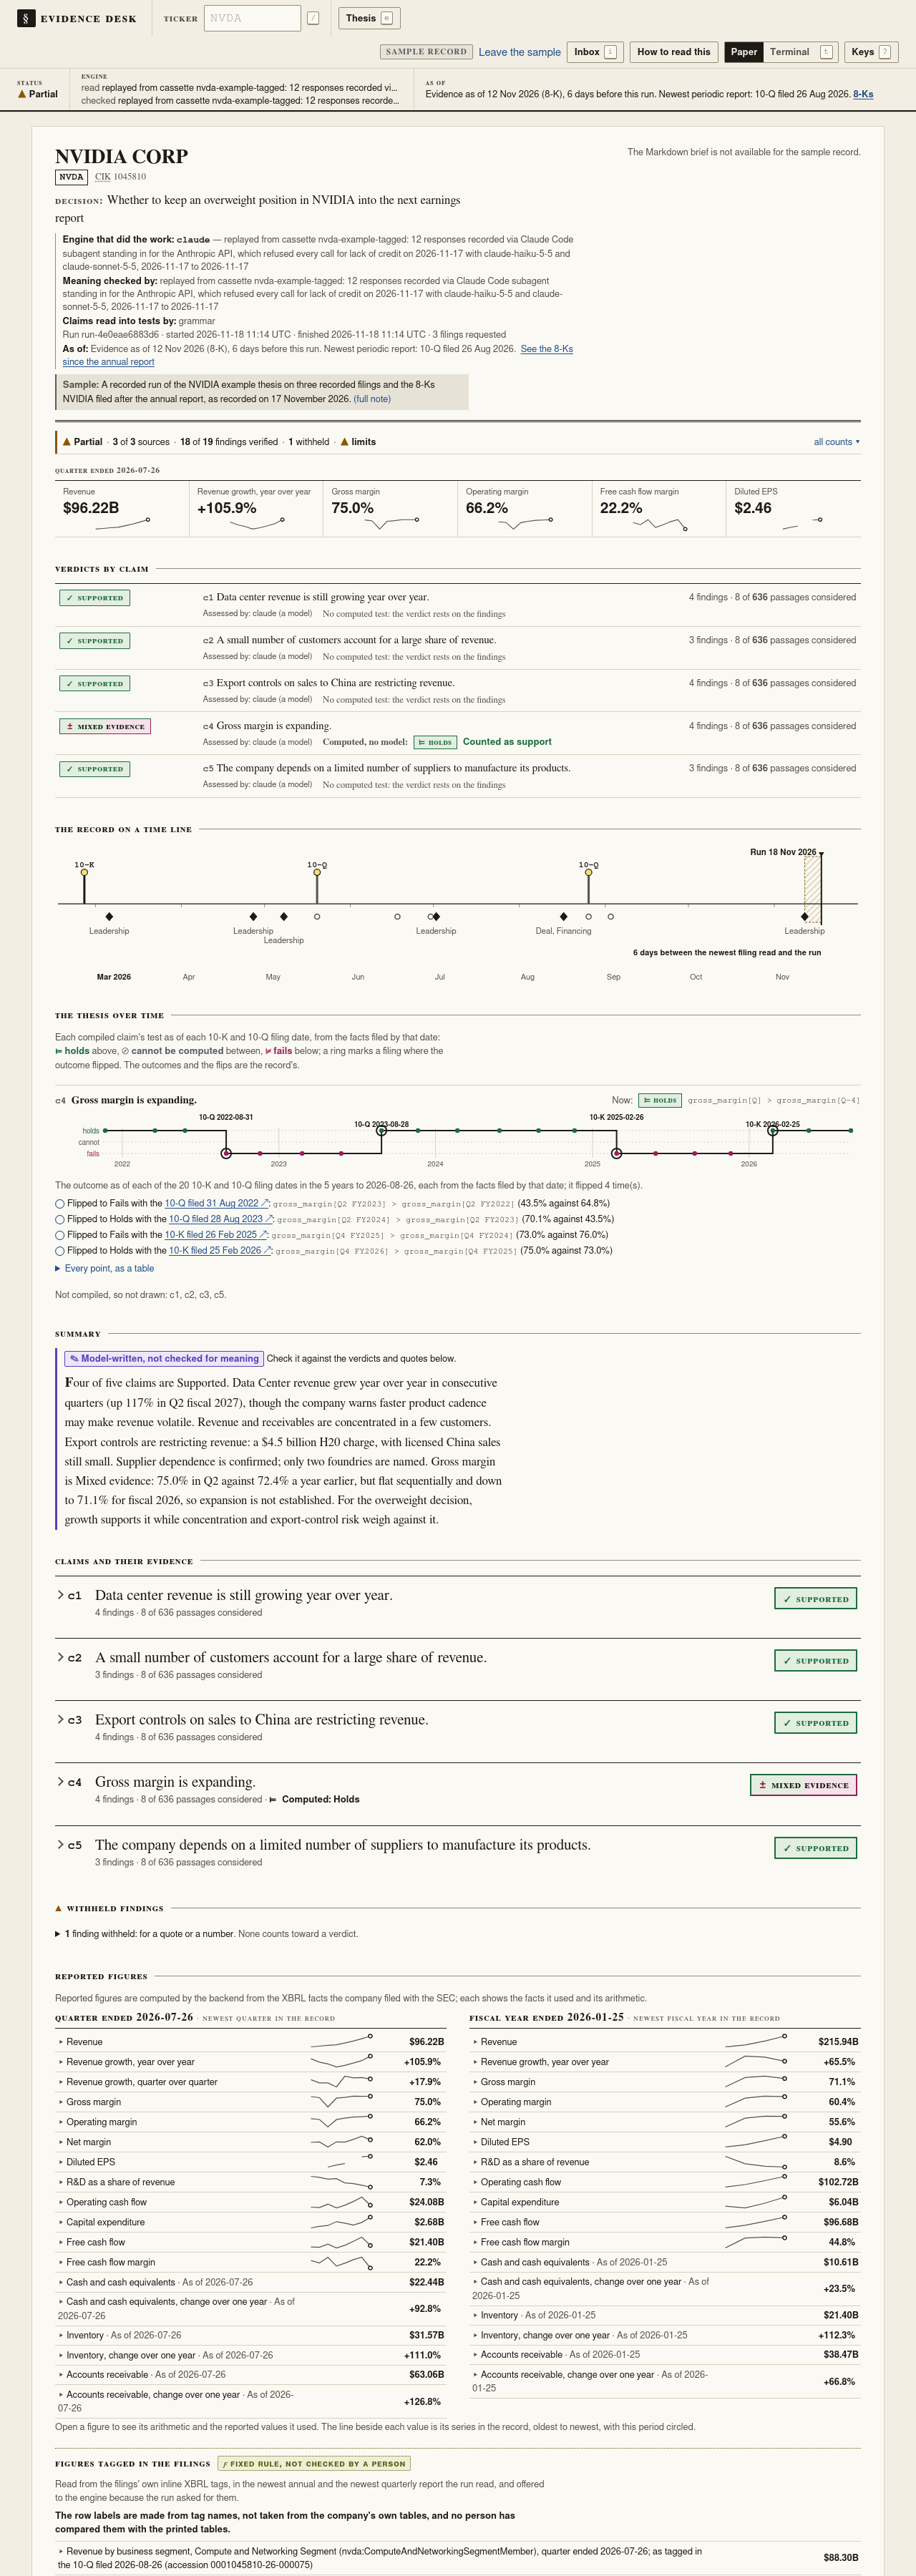 § EVIDENCE DESK TICKER NVDA / Thesis e
SAMPLE RECORD Leave the sample Inbox i How to read this Paper Terminal t Keys ?
STATUS
▲ Partial
ENGINE
read replayed from cassette nvda-example-tagged: 12 responses recorded vi...
checked replayed from cassette nvda-example-tagged: 12 responses recorde...
AS OF
Evidence as of 12 Nov 2026 (8-K), 6 days before this run. Newest periodic report: 10-Q filed 26 Aug 2026. 8-Ks
NVIDIA CORP
The Markdown brief is not available for the sample record.
NVDA CIK 1045810
DECISION: Whether to keep an overweight position in NVIDIA into the next earnings
report
Engine that did the work: claude — replayed from cassette nvda-example-tagged: 12 responses recorded via Claude Code
subagent standing in for the Anthropic API, which refused every call for lack of credit on 2026-11-17 with claude-haiku-5-5 and
claude-sonnet-5-5, 2026-11-17 to 2026-11-17
Meaning checked by: replayed from cassette nvda-example-tagged: 12 responses recorded via Claude Code subagent
standing in for the Anthropic API, which refused every call for lack of credit on 2026-11-17 with claude-haiku-5-5 and claude-
sonnet-5-5, 2026-11-17 to 2026-11-17
Claims read into tests by: grammar
Run run-4e0eae6883d6 · started 2026-11-18 11:14 UTC · finished 2026-11-18 11:14 UTC · 3 filings requested
As of: Evidence as of 12 Nov 2026 (8-K), 6 days before this run. Newest periodic report: 10-Q filed 26 Aug 2026. See the 8-Ks
since the annual report
Sample: A recorded run of the NVIDIA example thesis on three recorded filings and the 8-Ks
NVIDIA filed after the annual report, as recorded on 17 November 2026. (full note)
▲ Partial · 3 of 3 sources · 18 of 19 findings verified · 1 withheld · ▲ limits
all counts ▾
QUARTER ENDED 2026-07-26
Revenue
$96.22B
Revenue growth, year over year
+105.9%
Gross margin
75.0%
Operating margin
66.2%
Free cash flow margin
22.2%
Diluted EPS
$2.46
VERDICTS BY CLAIM
✓ SUPPORTED c1 Data center revenue is still growing year over year. 4 findings · 8 of 636 passages considered
Assessed by: claude (a model) No computed test: the verdict rests on the findings
✓ SUPPORTED c2 A small number of customers account for a large share of revenue. 3 findings · 8 of 636 passages considered
Assessed by: claude (a model) No computed test: the verdict rests on the findings
✓ SUPPORTED c3 Export controls on sales to China are restricting revenue. 4 findings · 8 of 636 passages considered
Assessed by: claude (a model) No computed test: the verdict rests on the findings
± MIXED EVIDENCE c4 Gross margin is expanding. 4 findings · 8 of 636 passages considered
Assessed by: claude (a model) Computed, no model: ⊨ HOLDS Counted as support
✓ SUPPORTED c5 The company depends on a limited number of suppliers to manufacture its products. 3 findings · 8 of 636 passages considered
Assessed by: claude (a model) No computed test: the verdict rests on the findings
THE RECORD ON A TIME LINE
Run 18 Nov 2026
10-K 10-Q 10-Q
Leadership Leadership Leadership Deal, Financing Leadership
Leadership
6 days between the newest filing read and the run
Mar 2026 Apr May Jun Jul Aug Sep Oct Nov
THE THESIS OVER TIME
Each compiled claim's test as of each 10-K and 10-Q filing date, from the facts filed by that date:
⊨ holds above, ⊘ cannot be computed between, ⊭ fails below; a ring marks a filing where the
outcome flipped. The outcomes and the flips are the record's.
c4 Gross margin is expanding.
Now: ⊨ HOLDS gross_margin[Q] > gross_margin[Q-4]
10-Q 2022-08-31 10-Q 2023-08-28 10-K 2025-02-26 10-K 2026-02-25
holds
cannot
fails
2022 2023 2024 2025 2026
The outcome as of each of the 20 10-K and 10-Q filing dates in the 5 years to 2026-08-26, each from the facts filed by that date; it flipped 4 time(s).
Flipped to Fails with the 10-Q filed 31 Aug 2022 ↗: gross_margin[Q2 FY2023] > gross_margin[Q2 FY2022] (43.5% against 64.8%)
Flipped to Holds with the 10-Q filed 28 Aug 2023 ↗: gross_margin[Q2 FY2024] > gross_margin[Q2 FY2023] (70.1% against 43.5%)
Flipped to Fails with the 10-K filed 26 Feb 2025 ↗: gross_margin[Q4 FY2025] > gross_margin[Q4 FY2024] (73.0% against 76.0%)
Flipped to Holds with the 10-K filed 25 Feb 2026 ↗: gross_margin[Q4 FY2026] > gross_margin[Q4 FY2025] (75.0% against 73.0%)
▶ Every point, as a table
Not compiled, so not drawn: c1, c2, c3, c5.
SUMMARY
✎ Model-written, not checked for meaning Check it against the verdicts and quotes below.
Four of five claims are Supported. Data Center revenue grew year over year in consecutive
quarters (up 117% in Q2 fiscal 2027), though the company warns faster product cadence
may make revenue volatile. Revenue and receivables are concentrated in a few customers.
Export controls are restricting revenue: a $4.5 billion H20 charge, with licensed China sales
still small. Supplier dependence is confirmed; only two foundries are named. Gross margin
is Mixed evidence: 75.0% in Q2 against 72.4% a year earlier, but flat sequentially and down
to 71.1% for fiscal 2026, so expansion is not established. For the overweight decision,
growth supports it while concentration and export-control risk weigh against it.
CLAIMS AND THEIR EVIDENCE
c1 Data center revenue is still growing year over year. ✓ SUPPORTED
4 findings · 8 of 636 passages considered
c2 A small number of customers account for a large share of revenue. ✓ SUPPORTED
3 findings · 8 of 636 passages considered
c3 Export controls on sales to China are restricting revenue. ✓ SUPPORTED
4 findings · 8 of 636 passages considered
c4 Gross margin is expanding. ± MIXED EVIDENCE
4 findings · 8 of 636 passages considered · ⊨ Computed: Holds
c5 The company depends on a limited number of suppliers to manufacture its products. ✓ SUPPORTED
3 findings · 8 of 636 passages considered
▲ WITHHELD FINDINGS
▶ 1 finding withheld: for a quote or a number. None counts toward a verdict.
REPORTED FIGURES
Reported figures are computed by the backend from the XBRL facts the company filed with the SEC; each shows the facts it used and its arithmetic.
QUARTER ENDED 2026-07-26 · NEWEST QUARTER IN THE RECORD
▸ Revenue $96.22B
▸ Revenue growth, year over year +105.9%
▸ Revenue growth, quarter over quarter +17.9%
▸ Gross margin 75.0%
▸ Operating margin 66.2%
▸ Net margin 62.0%
▸ Diluted EPS $2.46
▸ R&D as a share of revenue 7.3%
▸ Operating cash flow $24.08B
▸ Capital expenditure $2.68B
▸ Free cash flow $21.40B
▸ Free cash flow margin 22.2%
▸ Cash and cash equivalents · As of 2026-07-26 $22.44B
▸ Cash and cash equivalents, change over one year · As of
2026-07-26 +92.8%
▸ Inventory · As of 2026-07-26 $31.57B
▸ Inventory, change over one year · As of 2026-07-26 +111.0%
▸ Accounts receivable · As of 2026-07-26 $63.06B
▸ Accounts receivable, change over one year · As of 2026-
07-26 +126.8%
FISCAL YEAR ENDED 2026-01-25 · NEWEST FISCAL YEAR IN THE RECORD
▸ Revenue $215.94B
▸ Revenue growth, year over year +65.5%
▸ Gross margin 71.1%
▸ Operating margin 60.4%
▸ Net margin 55.6%
▸ Diluted EPS $4.90
▸ R&D as a share of revenue 8.6%
▸ Operating cash flow $102.72B
▸ Capital expenditure $6.04B
▸ Free cash flow $96.68B
▸ Free cash flow margin 44.8%
▸ Cash and cash equivalents · As of 2026-01-25 $10.61B
▸ Cash and cash equivalents, change over one year · As of
2026-01-25 +23.5%
▸ Inventory · As of 2026-01-25 $21.40B
▸ Inventory, change over one year · As of 2026-01-25 +112.3%
▸ Accounts receivable · As of 2026-01-25 $38.47B
▸ Accounts receivable, change over one year · As of 2026-
01-25 +66.8%
Open a figure to see its arithmetic and the reported values it used. The line beside each value is its series in the record, oldest to newest, with this period circled.
FIGURES TAGGED IN THE FILINGS ƒ FIXED RULE, NOT CHECKED BY A PERSON
Read from the filings' own inline XBRL tags, in the newest annual and the newest quarterly report the run read, and offered
to the engine because the run asked for them.
The row labels are made from tag names, not taken from the company's own tables, and no person has
compared them with the printed tables.
▸ Revenue by business segment, Compute and Networking Segment (nvda:ComputeAndNetworkingSegmentMember), quarter ended 2026-07-26; as tagged in
the 10-Q filed 2026-08-26 (accession 0001045810-26-000075) $88.30B